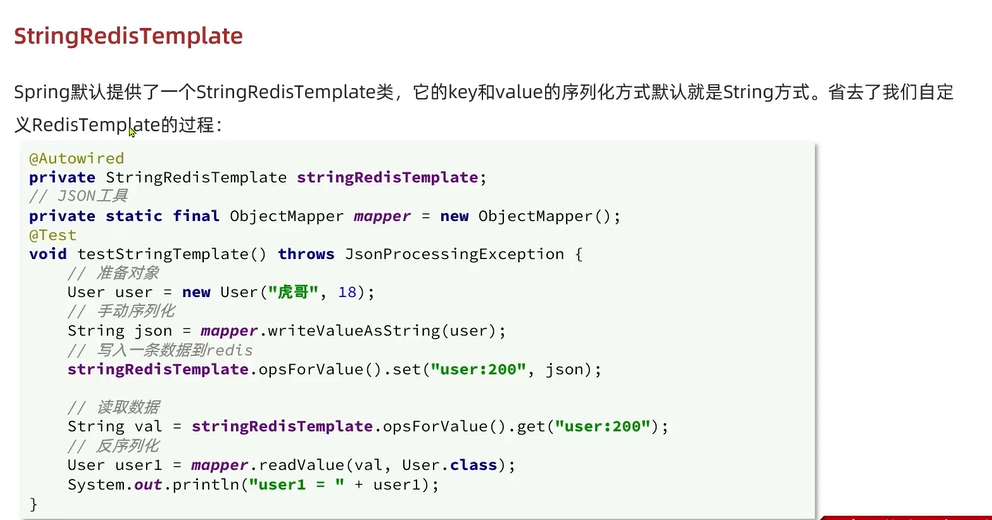 StringRedisTemplate
Spring默认提供了一个StringRedisTemplate类，它的key和value的序列化方式默认就是String方式。省去了我们自定
义RedisTemplate的过程：
@Autowired
private StringRedisTemplate stringRedisTemplate;
// JSON工具
private static final ObjectMapper mapper = new ObjectMapper();
@Test
void testStringTemplate() throws JsonProcessingException {
    // 准备对象
    User user = new User("虎哥", 18);
    // 手动序列化
    String json = mapper.writeValueAsString(user);
    // 写入一条数据到redis
    stringRedisTemplate.opsForValue().set("user:200", json);
    // 读取数据
    String val = stringRedisTemplate.opsForValue().get("user:200");
    // 反序列化
    User user1 = mapper.readValue(val, User.class);
    System.out.println("user1 = " + user1);
}